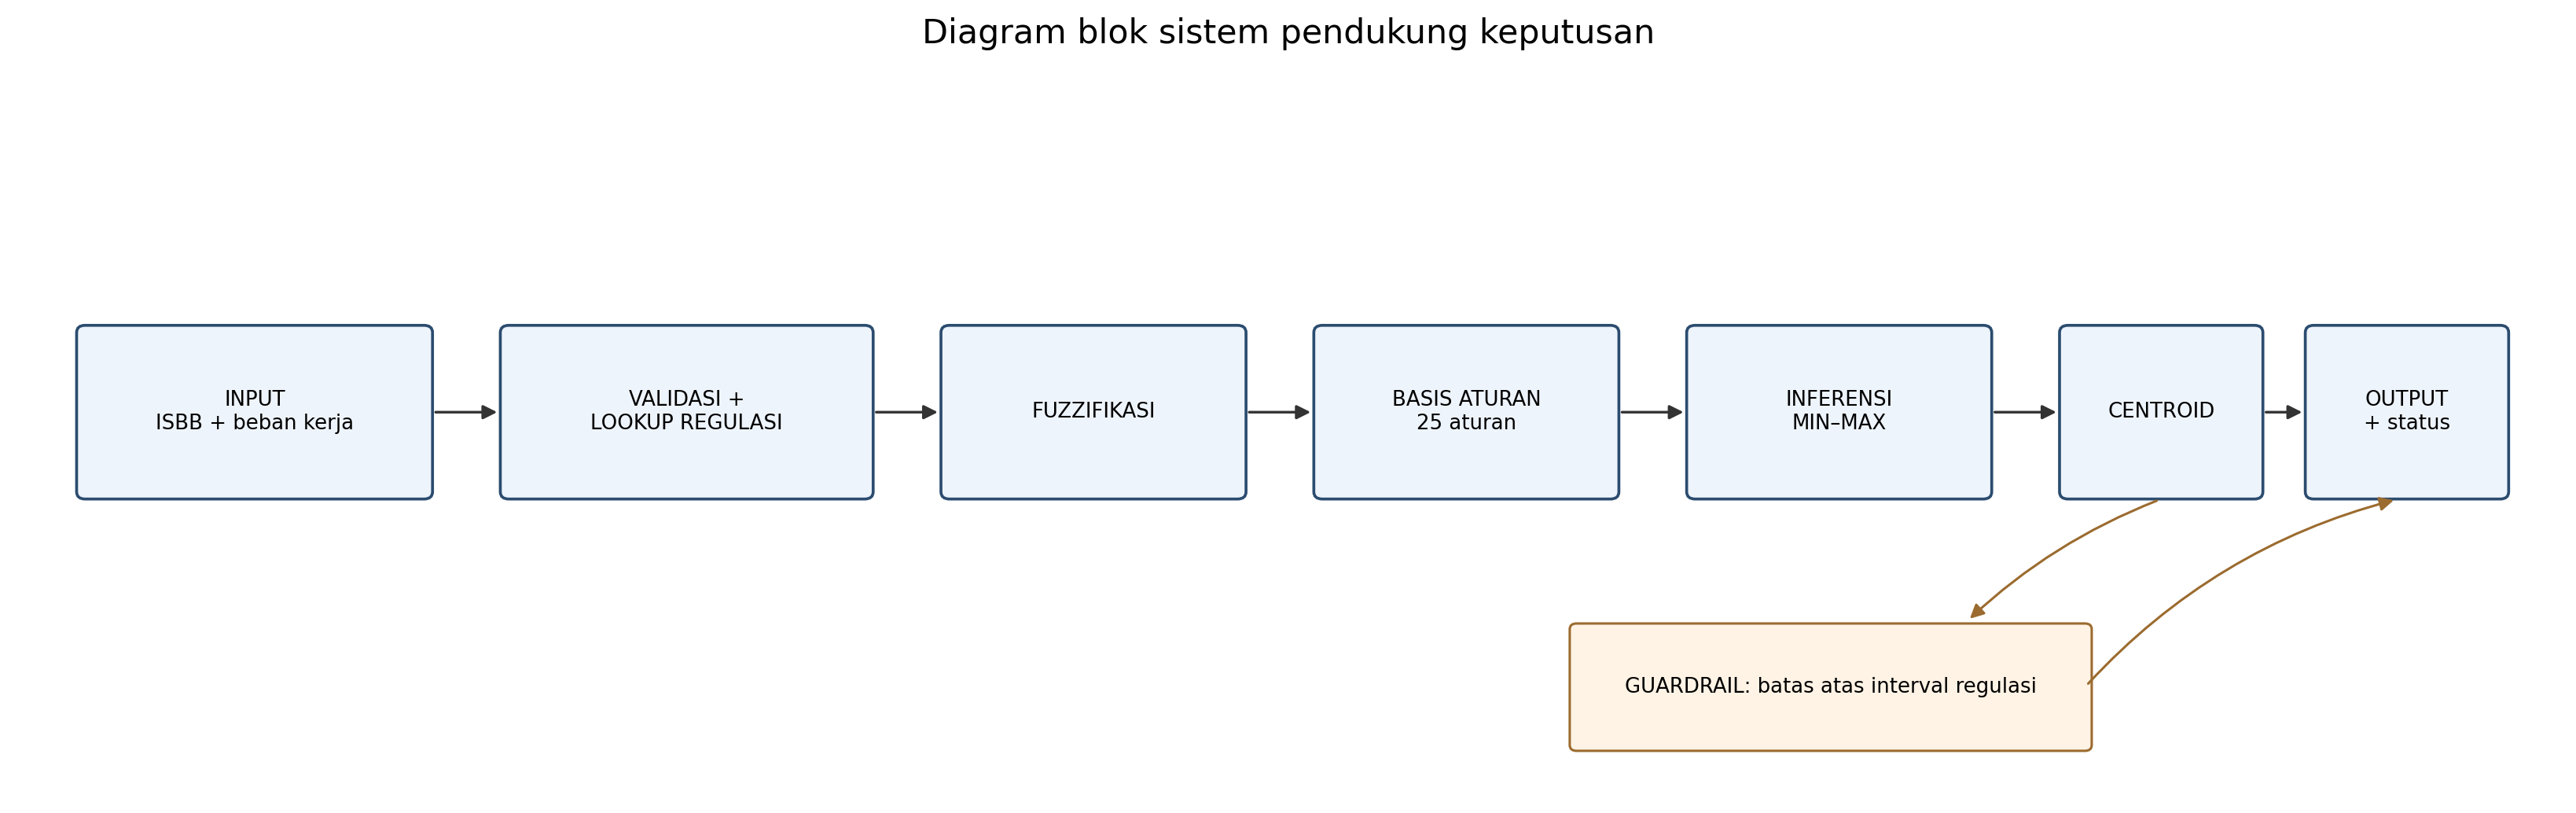 Diagram blok sistem pendukung keputusan
INPUT
ISBB + beban kerja
VALIDASI +
LOOKUP REGULASI
FUZZIFIKASI
BASIS ATURAN
25 aturan
INFERENSI
MIN–MAX
CENTROID
OUTPUT
+ status
GUARDRAIL: batas atas interval regulasi